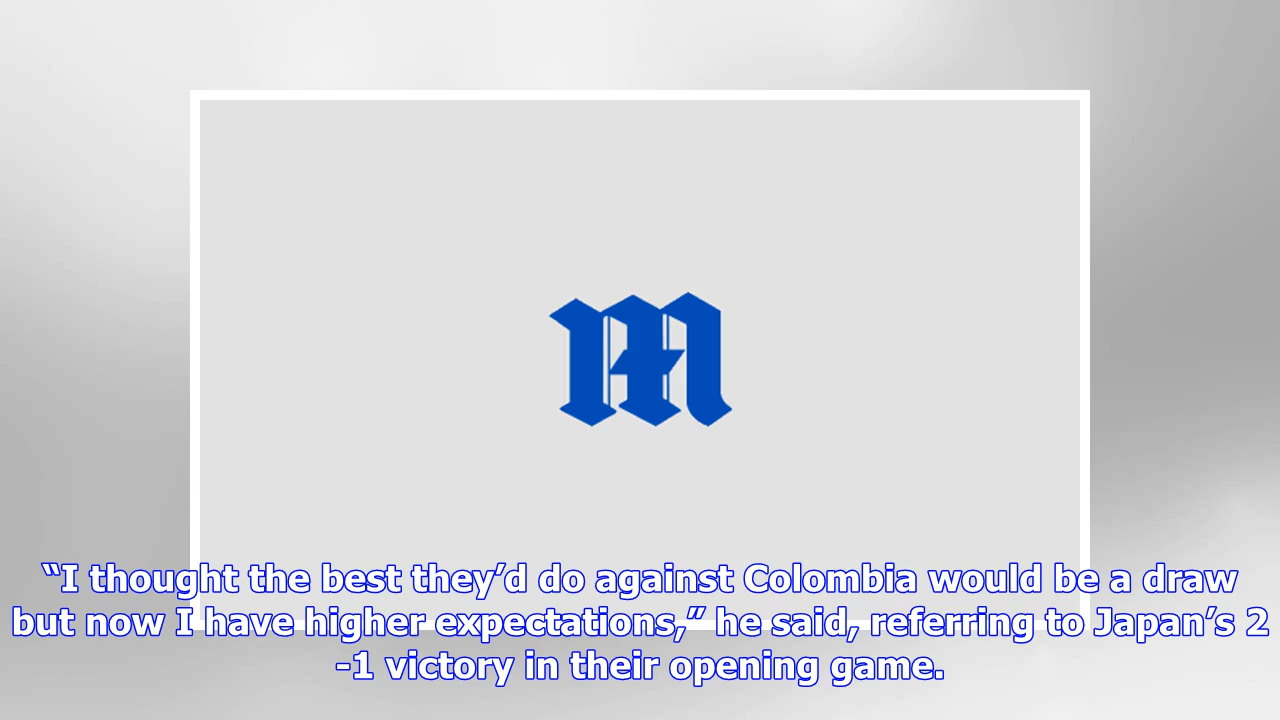 m
“I thought the best they’d do against Colombia would be a draw
but now I have higher expectations,” he said, referring to Japan’s 2
-1 victory in their opening game.